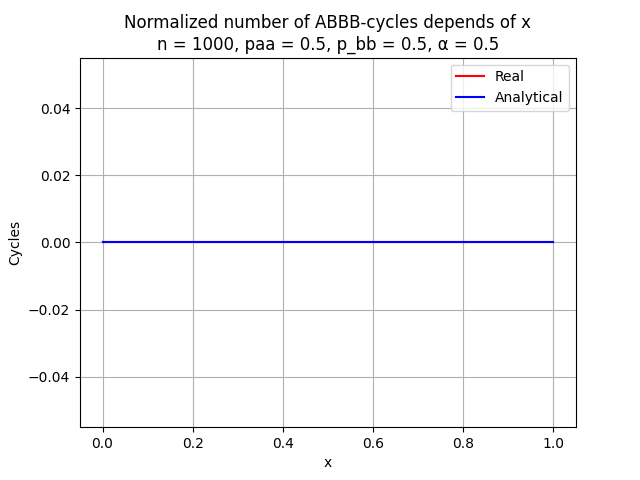 Normalized number of ABBB-cycles depends of x
n = 1000, paa = 0.5, p_bb = 0.5, α = 0.5
Real
Analytical
Cycles
0.04
0.02
0.00
−0.02
−0.04
0.0 0.2 0.4 0.6 0.8 1.0
x